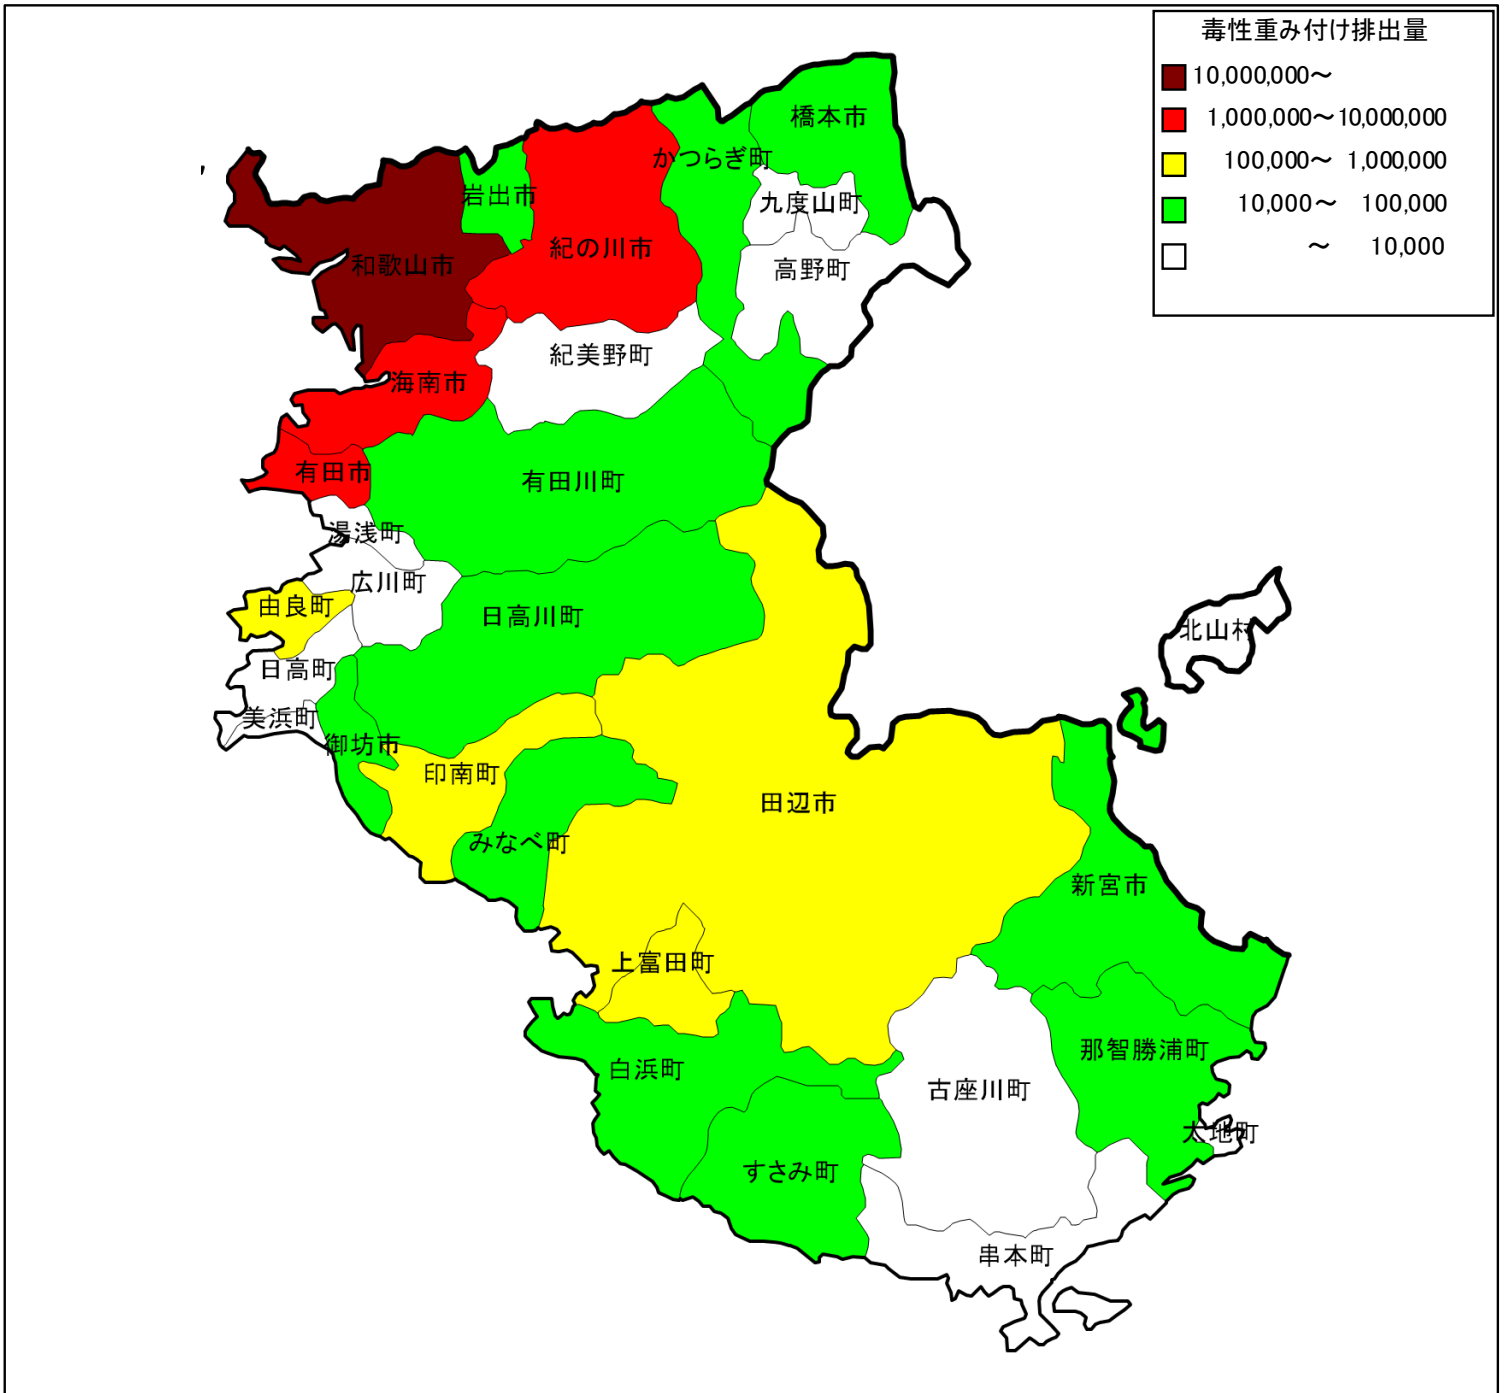 毒性重み付け排出量
10,000,000～
1,000,000～10,000,000
100,000～ 1,000,000
10,000～ 100,000
～ 10,000
橋本市
かつらぎ町
岩出市
九度山町
紀の川市
和歌山市
高野町
紀美野町
海南市
有田市
有田川町
湯浅町
広川町
由良町
日高川町
北山村
日高町
美浜町
御坊市
印南町
田辺市
みなべ町
新宮市
上富田町
那智勝浦町
白浜町
古座川町
太地町
すさみ町
串本町